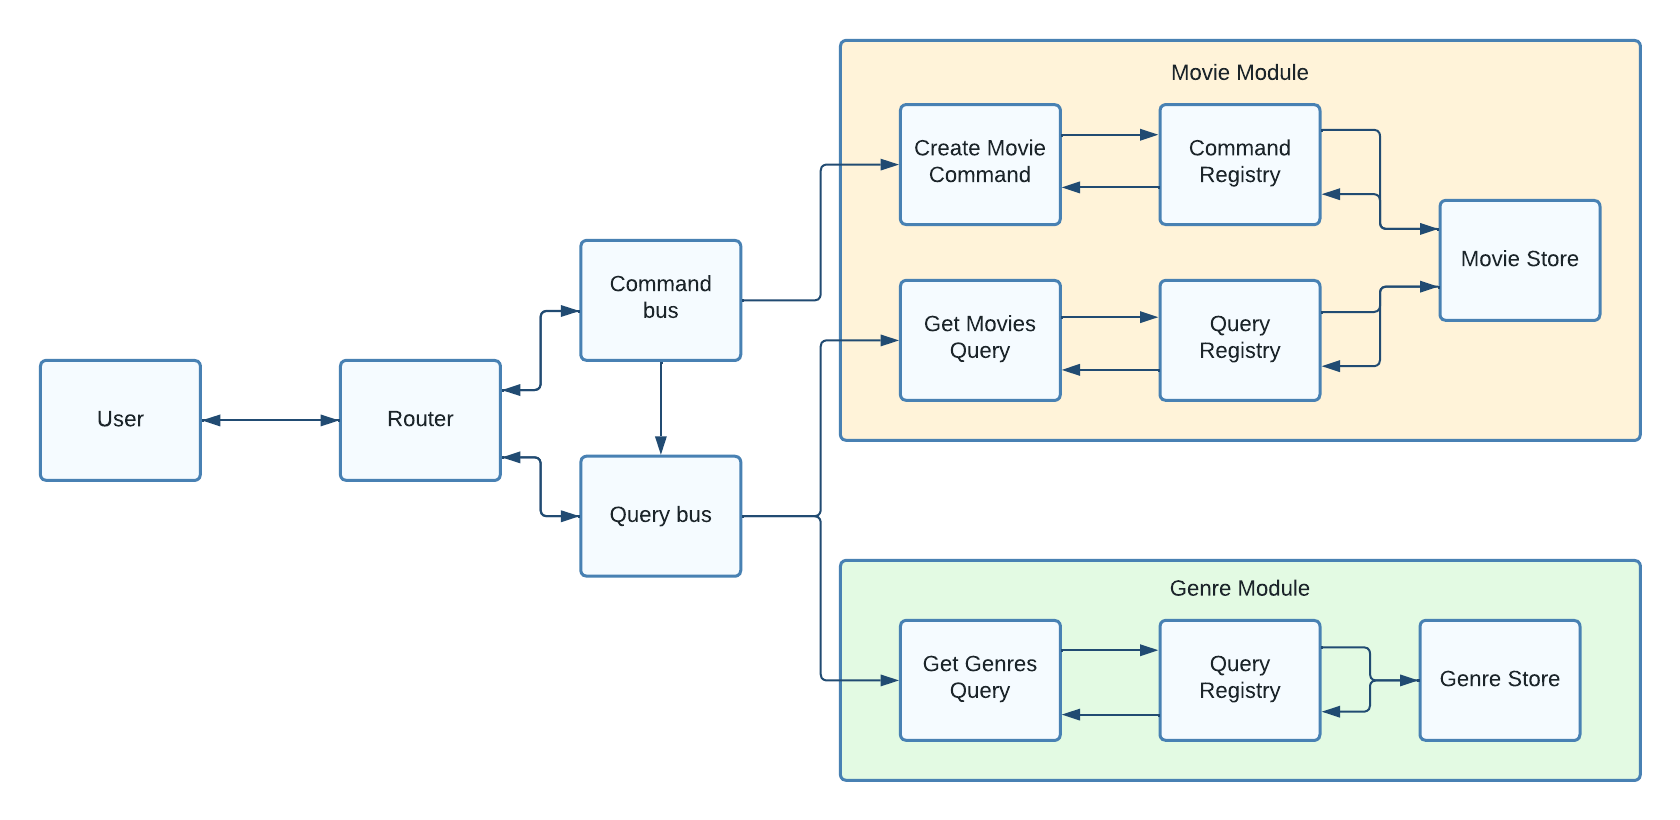 Movie Module
Create Movie
Command
Command
Registry
Movie Store
Get Movies
Query
Query
Registry
Command
bus
User
Router
Query bus
Genre Module
Get Genres
Query
Query
Registry
Genre Store